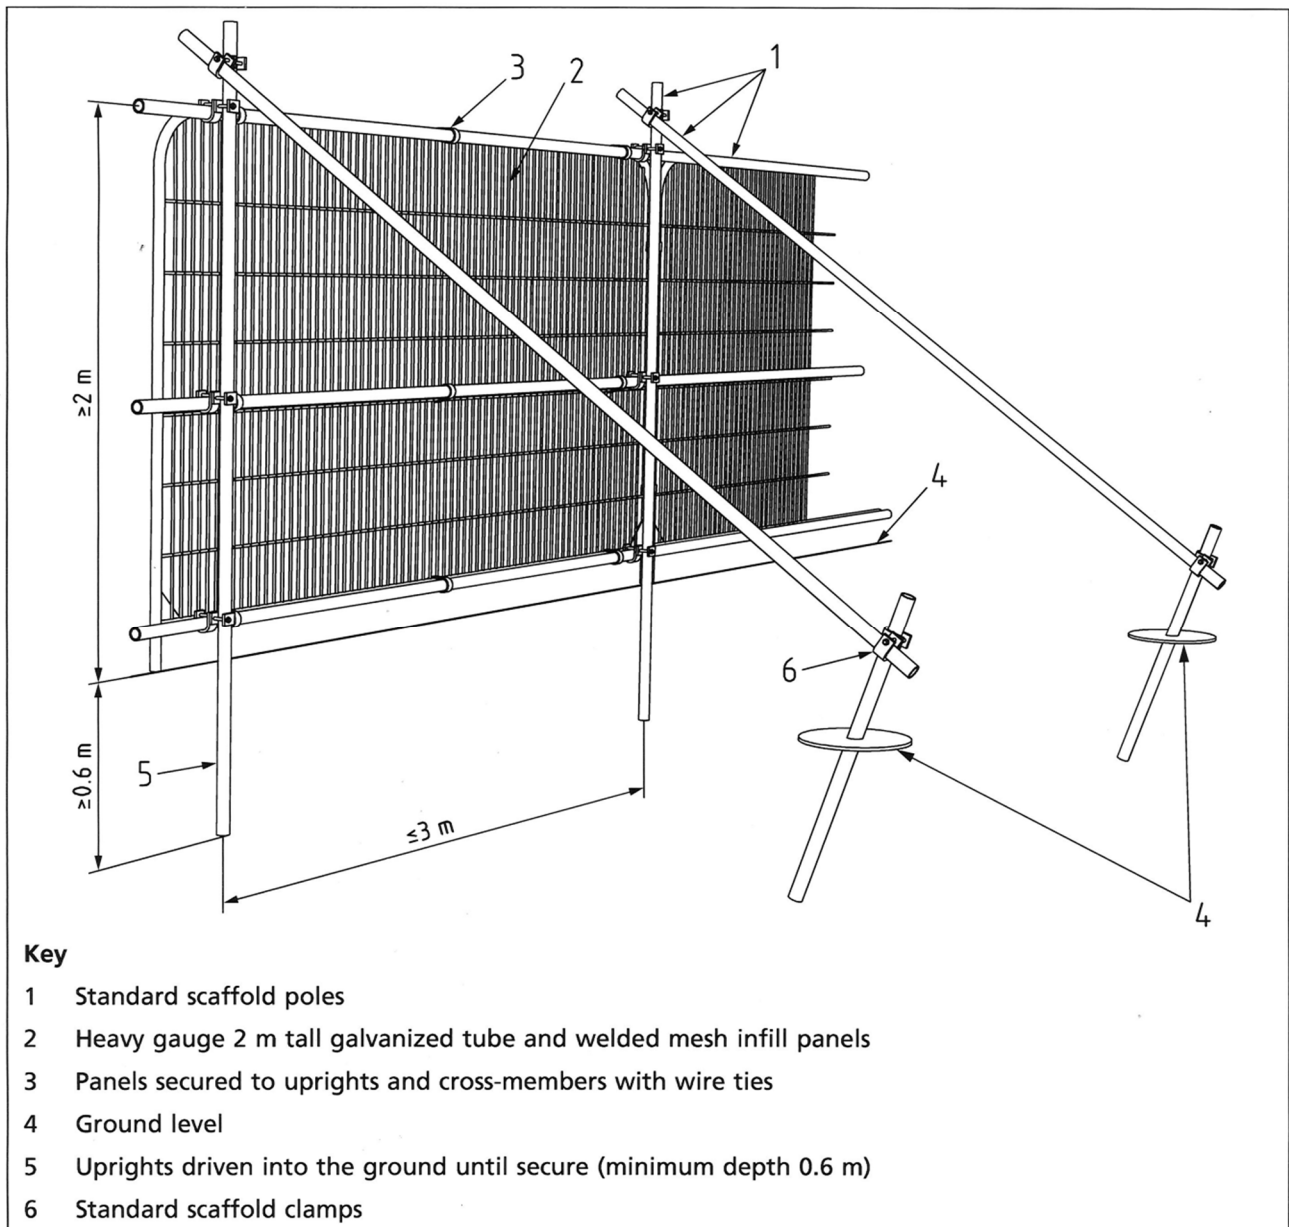 1
3
2
≥2 m
4
6
5
≥0.6 m
≤3 m
4
Key
1 Standard scaffold poles
2 Heavy gauge 2 m tall galvanized tube and welded mesh infill panels
3 Panels secured to uprights and cross-members with wire ties
4 Ground level
5 Uprights driven into the ground until secure (minimum depth 0.6 m)
6 Standard scaffold clamps